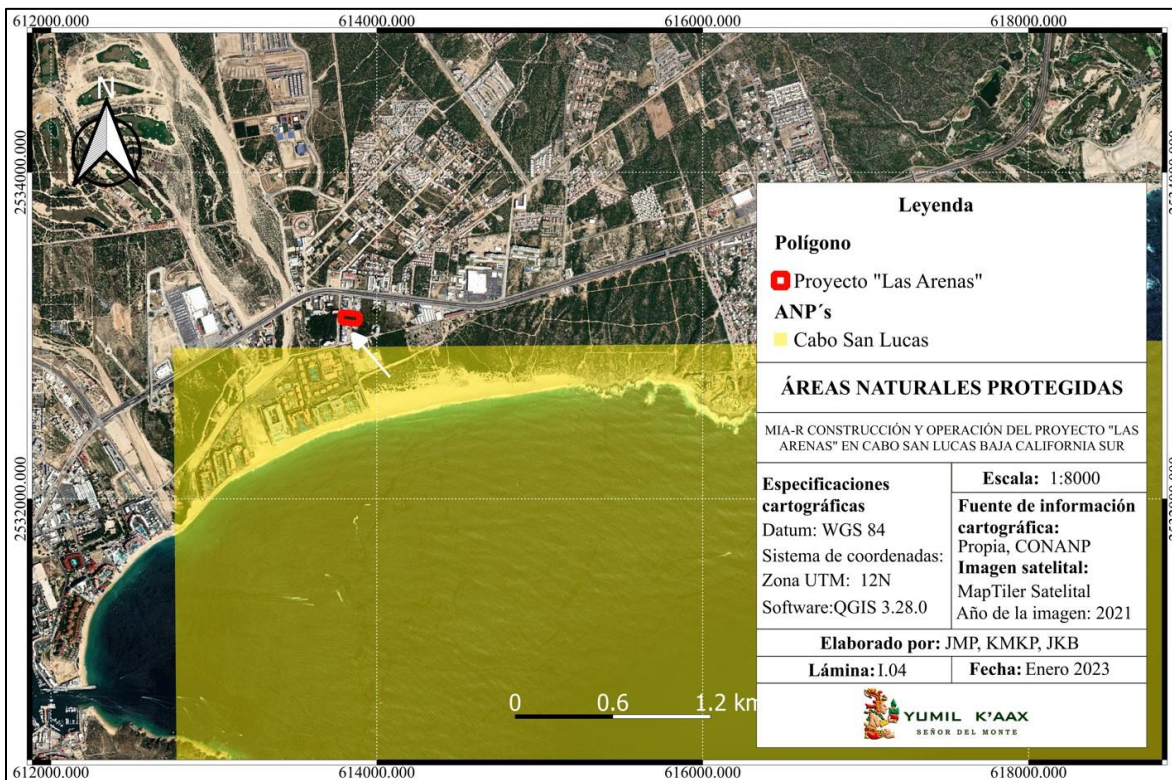 612000.000 614000.000 616000.000 618000.000
N
2534000.000
2532000.000
Leyenda
Polígono
Proyecto "Las Arenas"
ANP´s
Cabo San Lucas
ÁREAS NATURALES PROTEGIDAS
MIA-R CONSTRUCCIÓN Y OPERACIÓN DEL PROYECTO "LAS
ARENAS" EN CABO SAN LUCAS BAJA CALIFORNIA SUR
Especificaciones
cartográficas
Datum: WGS 84
Sistema de coordenadas:
Zona UTM: 12N
Software:QGIS 3.28.0
Escala: 1:8000
Fuente de información
cartográfica:
Propia, CONANP
Imagen satelital:
MapTiler Satelital
Año de la imagen: 2021
Elaborado por: JMP, KMKP, JKB
Lámina: I.04
Fecha: Enero 2023
YUMIL K'AAX
SEÑOR DEL MONTE
0 0.6 1.2 km
612000.000 614000.000 616000.000 618000.000